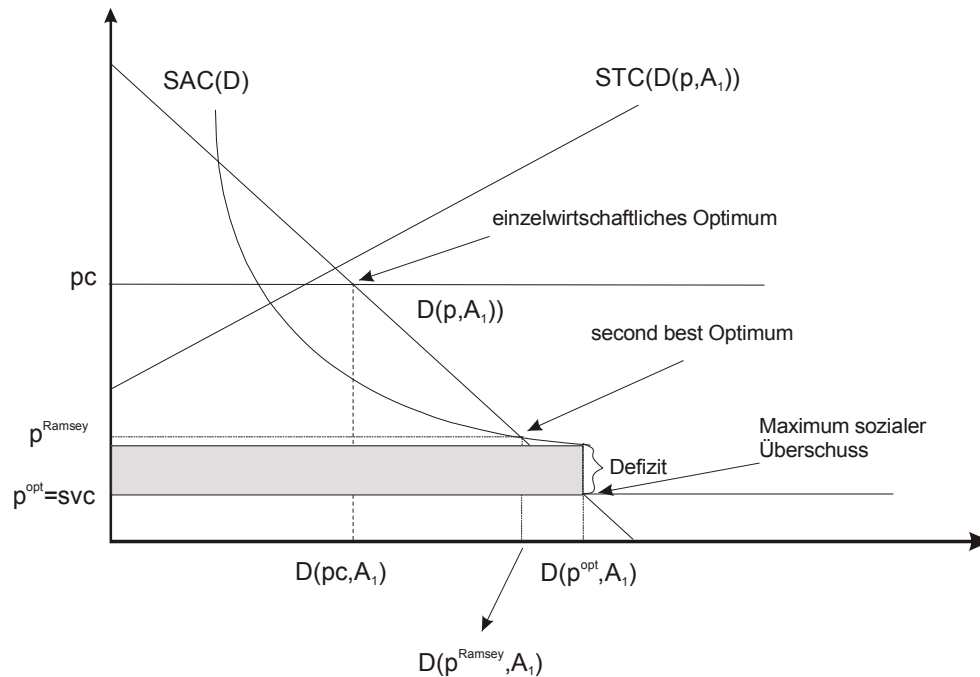 SAC(D)
STC(D(p,A₁))
einzelwirtschaftliches Optimum
pc
D(p,A₁))
second best Optimum
p^Ramsey
Maximum sozialer
Überschuss
Defizit
p^opt=svc
D(pc,A₁)
D(p^opt,A₁)
D(p^Ramsey,A₁)